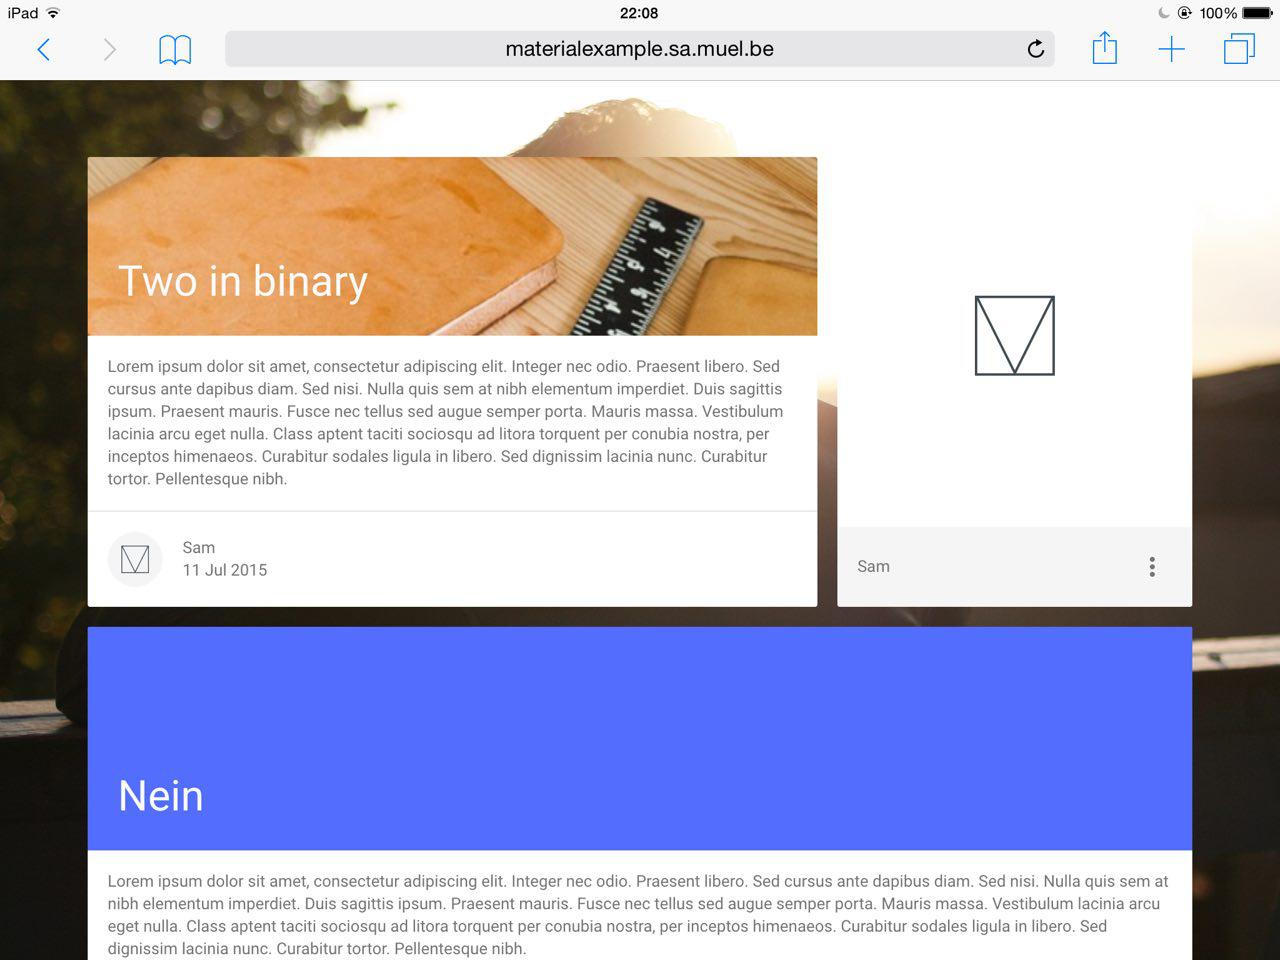 iPad 22:08 100%
materialexample.sa.muel.be
Two in binary
Lorem ipsum dolor sit amet, consectetur adipiscing elit. Integer nec odio. Praesent libero. Sed
cursus ante dapibus diam. Sed nisi. Nulla quis sem at nibh elementum imperdiet. Duis sagittis
ipsum. Praesent mauris. Fusce nec tellus sed augue semper porta. Mauris massa. Vestibulum
lacinia arcu eget nulla. Class aptent taciti sociosqu ad litora torquent per conubia nostra, per
inceptos himenaeos. Curabitur sodales ligula in libero. Sed dignissim lacinia nunc. Curabitur
tortor. Pellentesque nibh.
Sam
11 Jul 2015
Sam
Nein
Lorem ipsum dolor sit amet, consectetur adipiscing elit. Integer nec odio. Praesent libero. Sed cursus ante dapibus diam. Sed nisi. Nulla quis sem at
nibh elementum imperdiet. Duis sagittis ipsum. Praesent mauris. Fusce nec tellus sed augue semper porta. Mauris massa. Vestibulum lacinia arcu
eget nulla. Class aptent taciti sociosqu ad litora torquent per conubia nostra, per inceptos himenaeos. Curabitur sodales ligula in libero. Sed
dignissim lacinia nunc. Curabitur tortor. Pellentesque nibh.